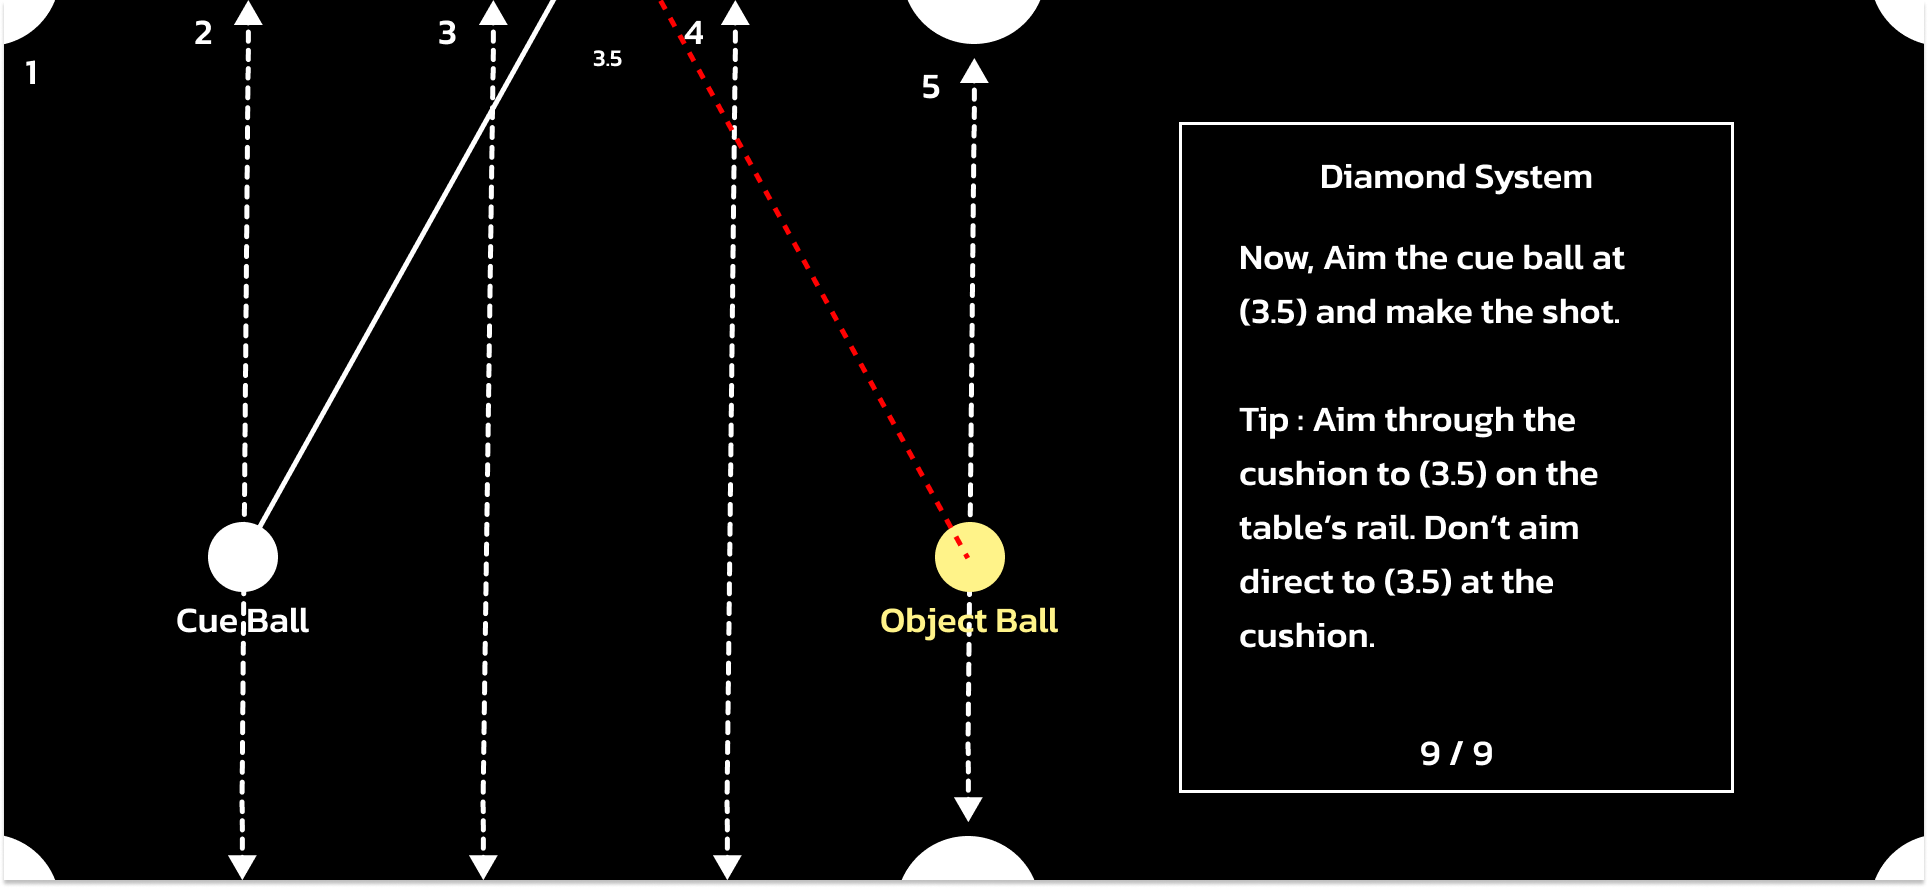 1
2
3
3.5
4
5
Cue Ball
Object Ball
Diamond System
Now, Aim the cue ball at
(3.5) and make the shot.
Tip : Aim through the
cushion to (3.5) on the
table’s rail. Don’t aim
direct to (3.5) at the
cushion.
9 / 9